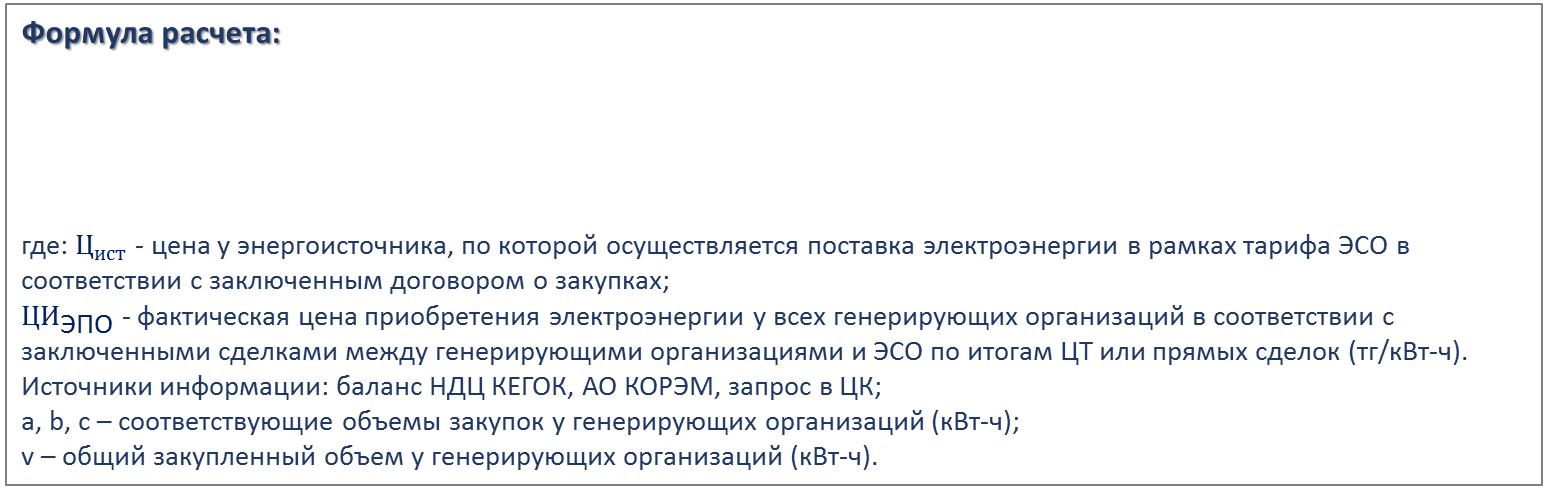 Формула расчета:
где: Цист - цена у энергоисточника, по которой осуществляется поставка электроэнергии в рамках тарифа ЭСО в
соответствии с заключенным договором о закупках;
ЦИЭПО - фактическая цена приобретения электроэнергии у всех генерирующих организаций в соответствии с
заключенными сделками между генерирующими организациями и ЭСО по итогам ЦТ или прямых сделок (тг/кВт-ч).
Источники информации: баланс НДЦ КЕГОК, АО КОРЭМ, запрос в ЦК;
a, b, c – соответствующие объемы закупок у генерирующих организаций (кВт-ч);
v – общий закупленный объем у генерирующих организаций (кВт-ч).